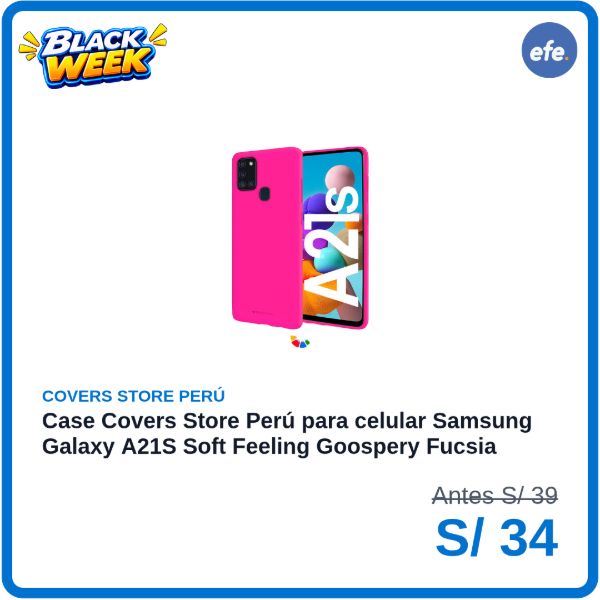 BLACK
WEEK
efe.
A21s
COVERS STORE PERÚ
Case Covers Store Perú para celular Samsung
Galaxy A21S Soft Feeling Goospery Fucsia
Antes S/ 39
S/ 34